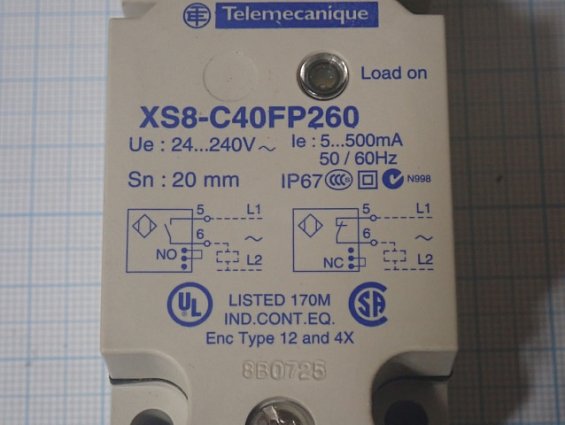 Telemecanique
Load on
XS8-C40FP260
Ue : 24...240V~ Ie : 5...500mA
50 / 60Hz
Sn : 20 mm IP67 CCC S N998
5 L1 5 L1
6 ~ 6 ~
NO L2 NC L2
UL LISTED 170M SA
IND.CONT.EQ.
Enc Type 12 and 4X
8B0725